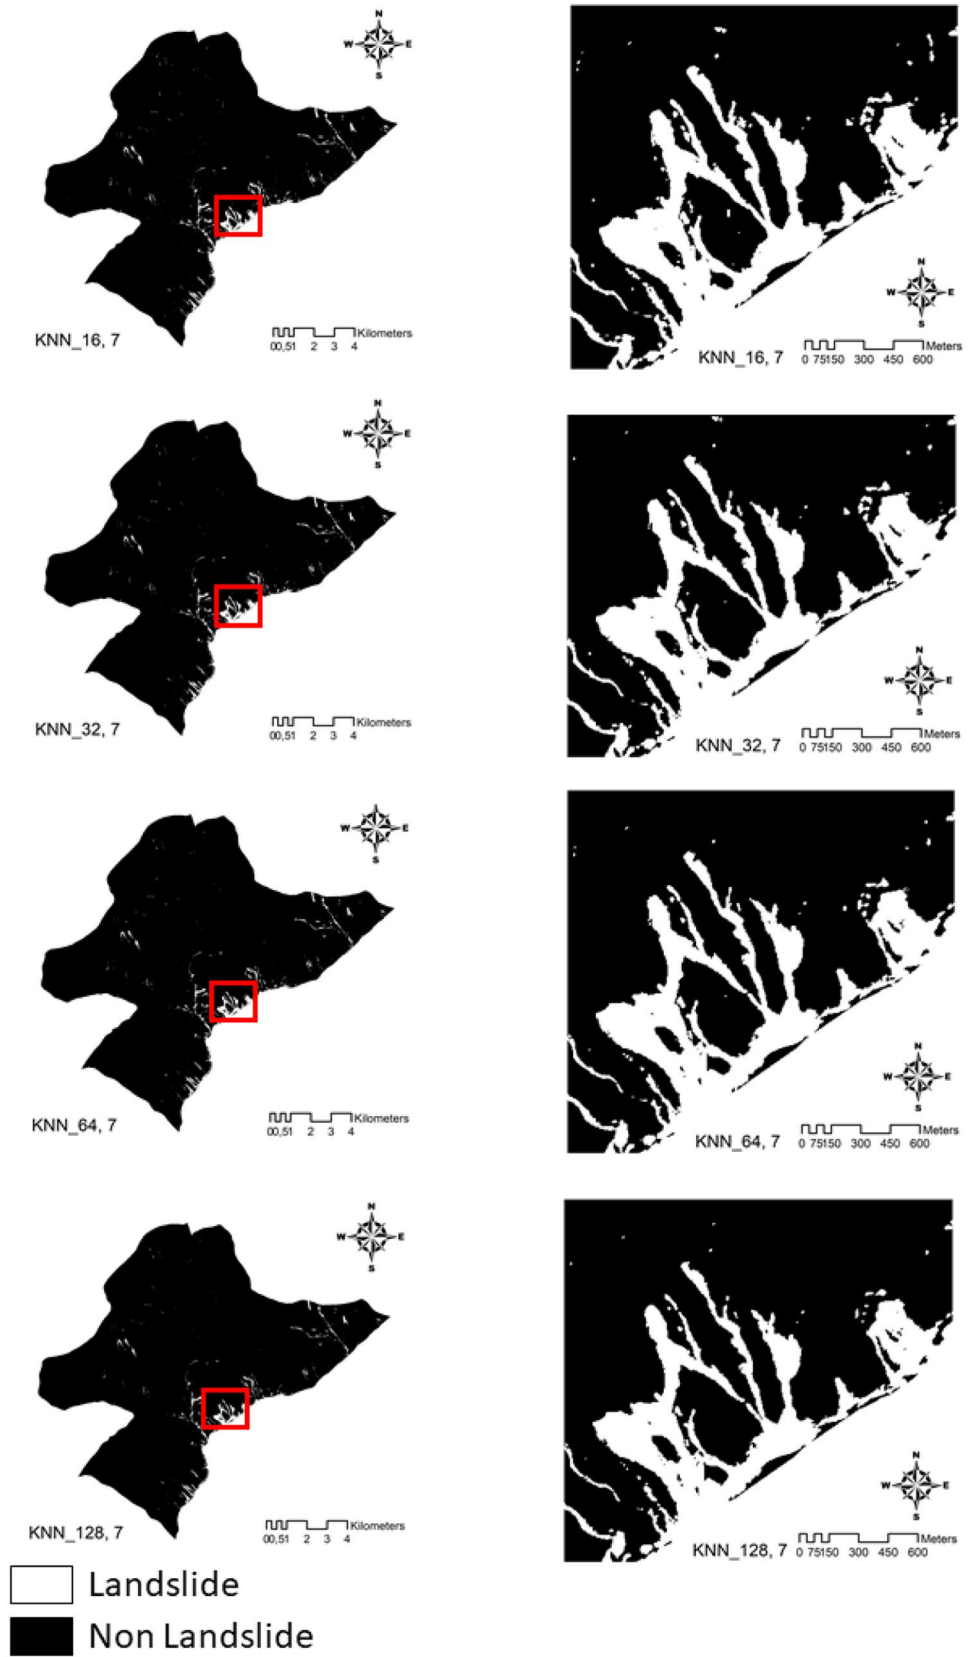 N
W E
S
KNN_16, 7
Kilometers
00,51 2 3 4
N
W E
S
KNN_16, 7
Meters
0 75150 300 450 600
N
W E
S
KNN_32, 7
Kilometers
00,51 2 3 4
N
W E
S
KNN_32, 7
Meters
0 75150 300 450 600
N
W E
S
KNN_64, 7
Kilometers
00,51 2 3 4
N
W E
S
KNN_64, 7
Meters
0 75150 300 450 600
N
W E
S
KNN_128, 7
Kilometers
00,51 2 3 4
N
W E
S
KNN_128, 7
Meters
0 75150 300 450 600
Landslide
Non Landslide